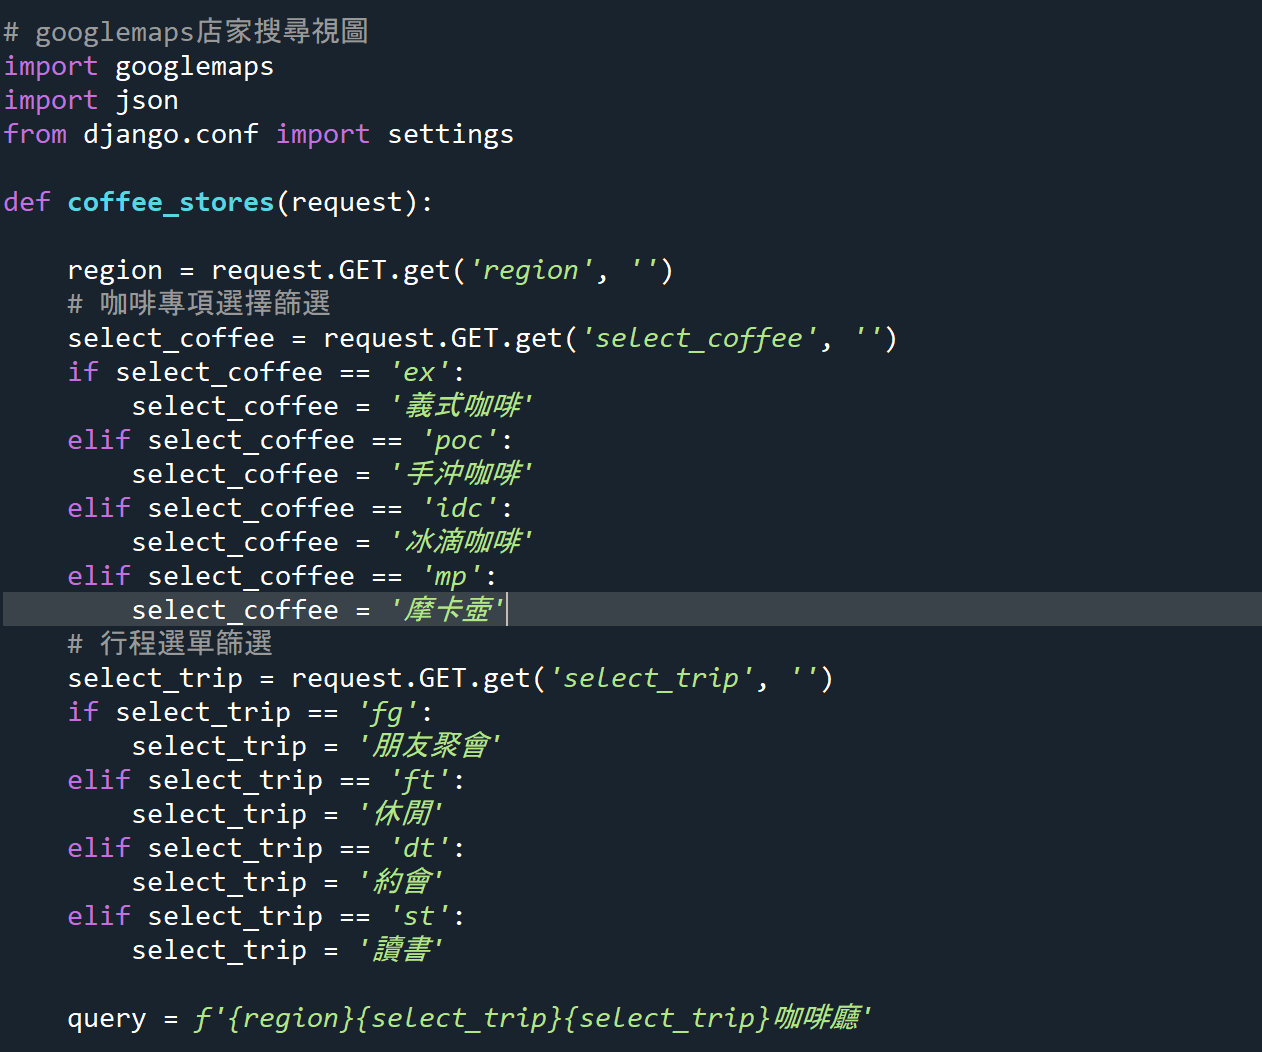 # googlemaps店家搜尋視圖
import googlemaps
import json
from django.conf import settings
def coffee_stores(request):
region = request.GET.get('region', '')
# 咖啡專項選擇篩選
select_coffee = request.GET.get('select_coffee', '')
if select_coffee == 'ex':
select_coffee = '義式咖啡'
elif select_coffee == 'poc':
select_coffee = '手沖咖啡'
elif select_coffee == 'idc':
select_coffee = '冰滴咖啡'
elif select_coffee == 'mp':
select_coffee = '摩卡壺'
# 行程選單篩選
select_trip = request.GET.get('select_trip', '')
if select_trip == 'fg':
select_trip = '朋友聚會'
elif select_trip == 'ft':
select_trip = '休閒'
elif select_trip == 'dt':
select_trip = '約會'
elif select_trip == 'st':
select_trip = '讀書'
query = f'{region}{select_trip}{select_trip}咖啡廳'